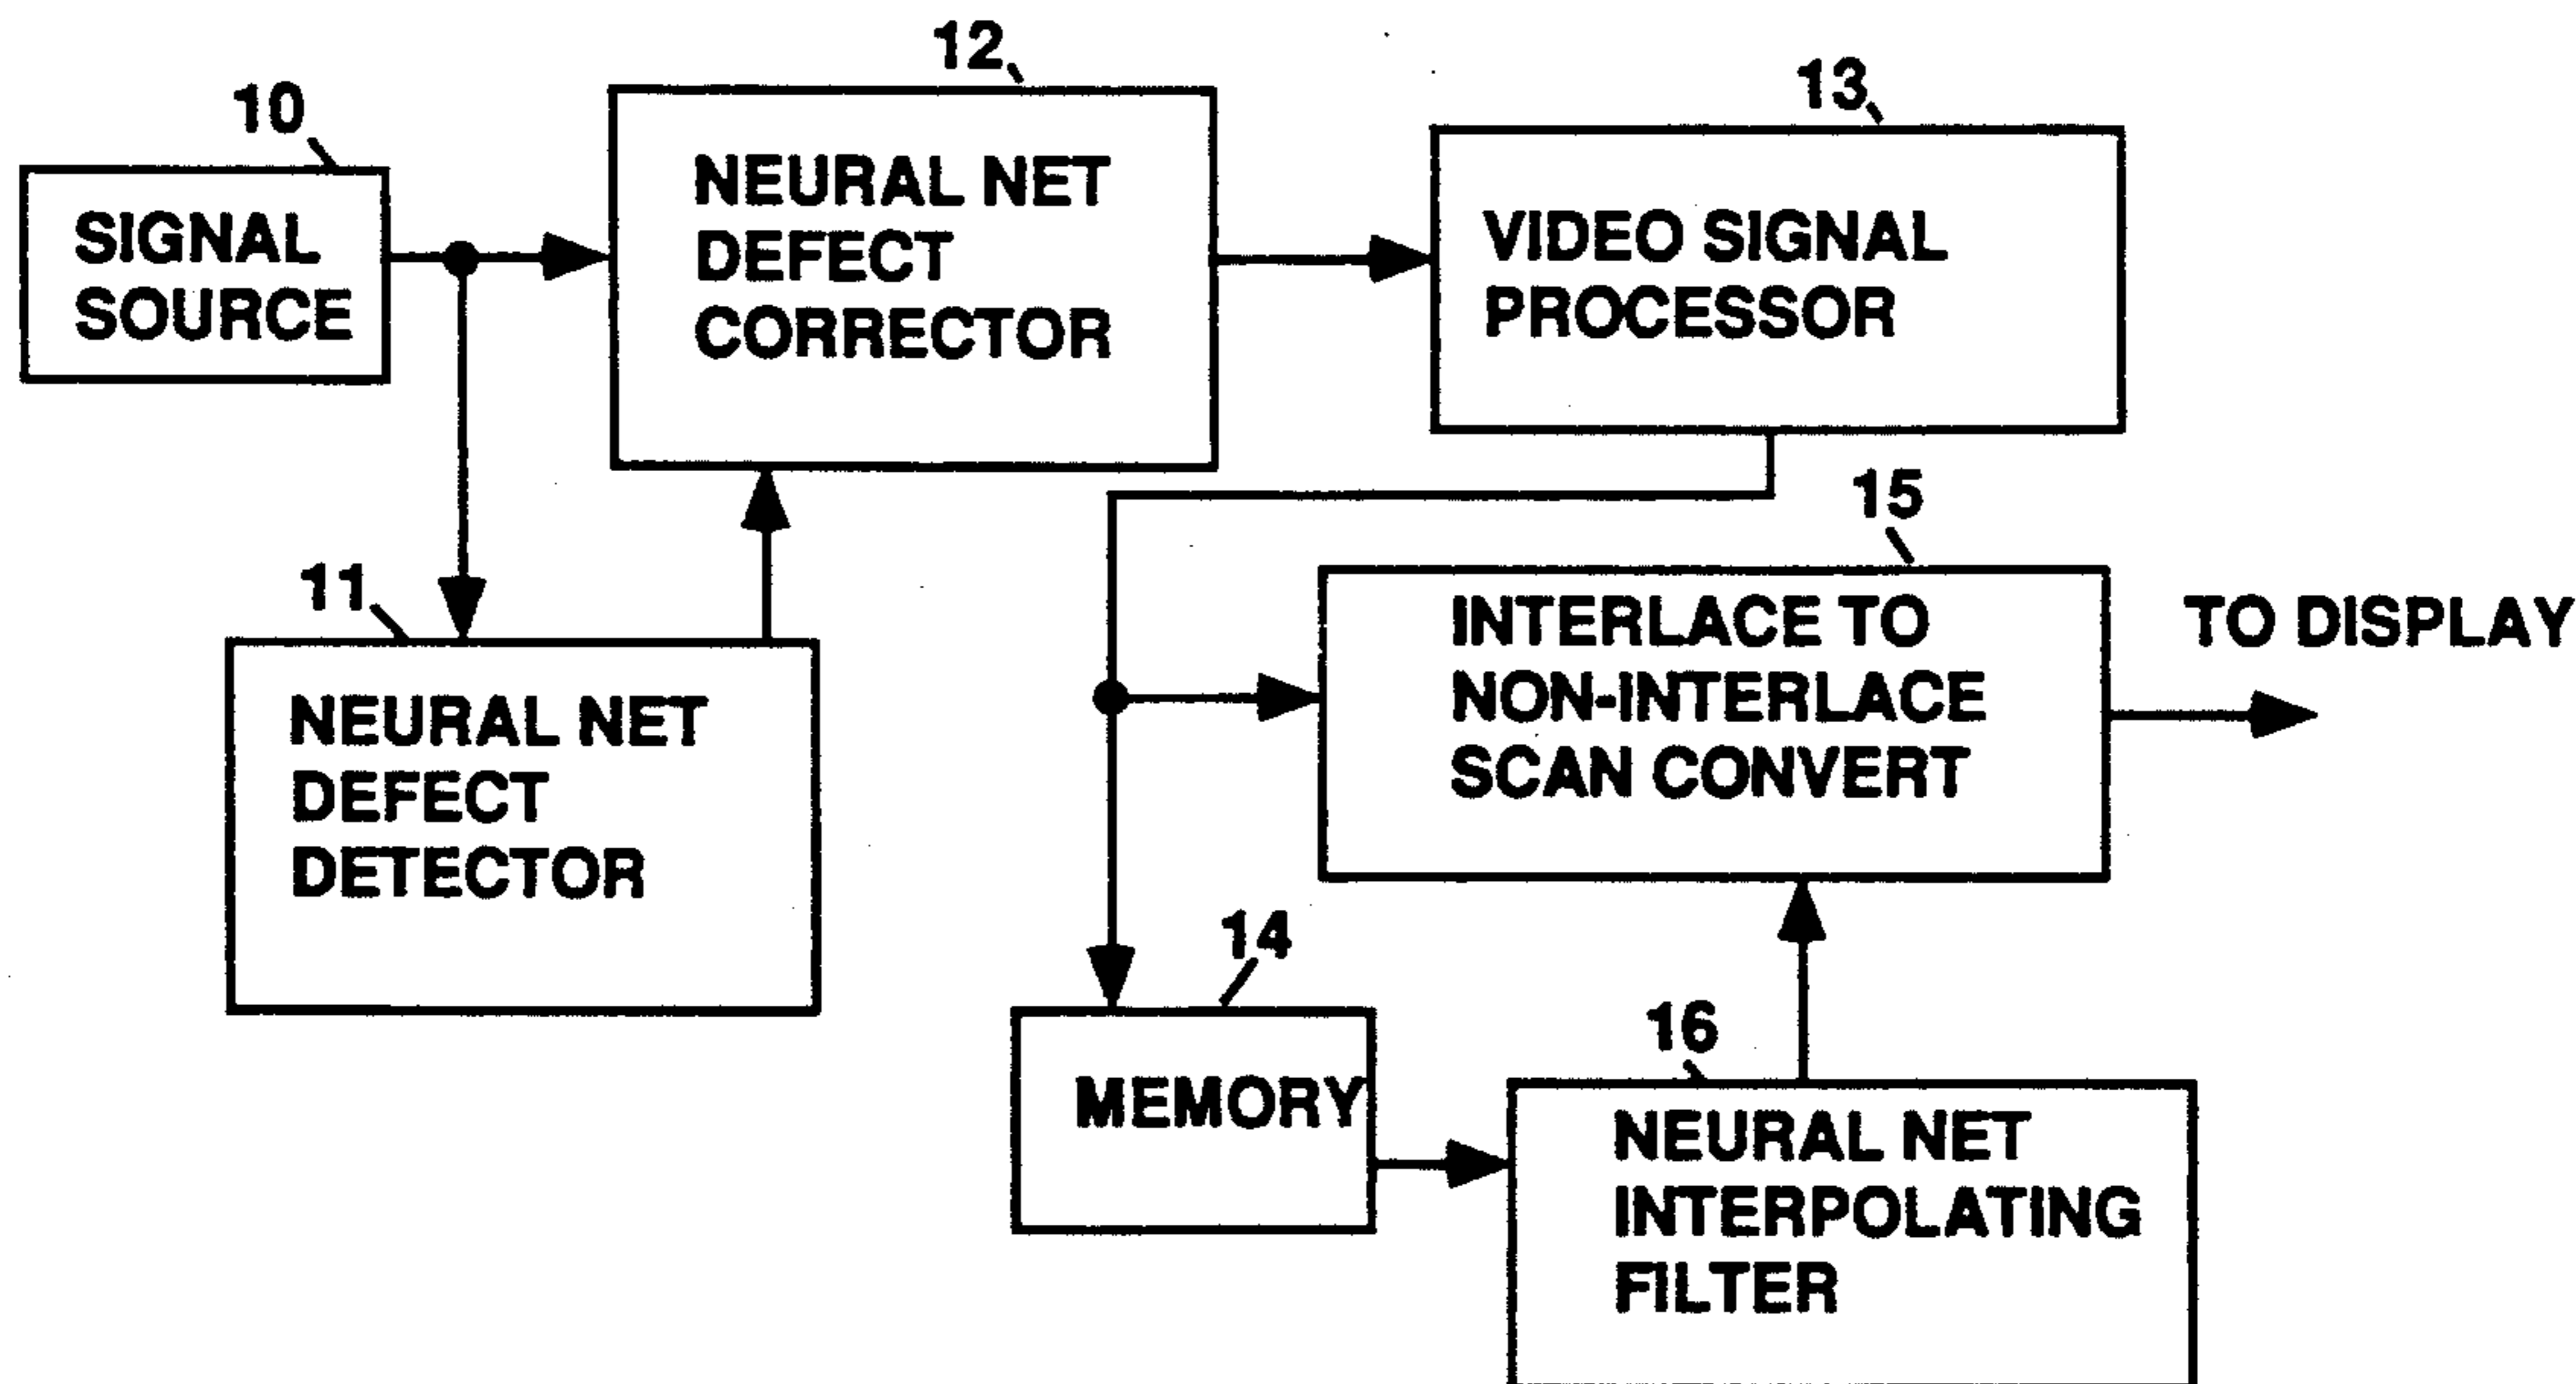 10
SIGNAL
SOURCE
12
NEURAL NET
DEFECT
CORRECTOR
13
VIDEO SIGNAL
PROCESSOR
11
NEURAL NET
DEFECT
DETECTOR
15
INTERLACE TO
NON-INTERLACE
SCAN CONVERT
TO DISPLAY
14
MEMORY
16
NEURAL NET
INTERPOLATING
FILTER